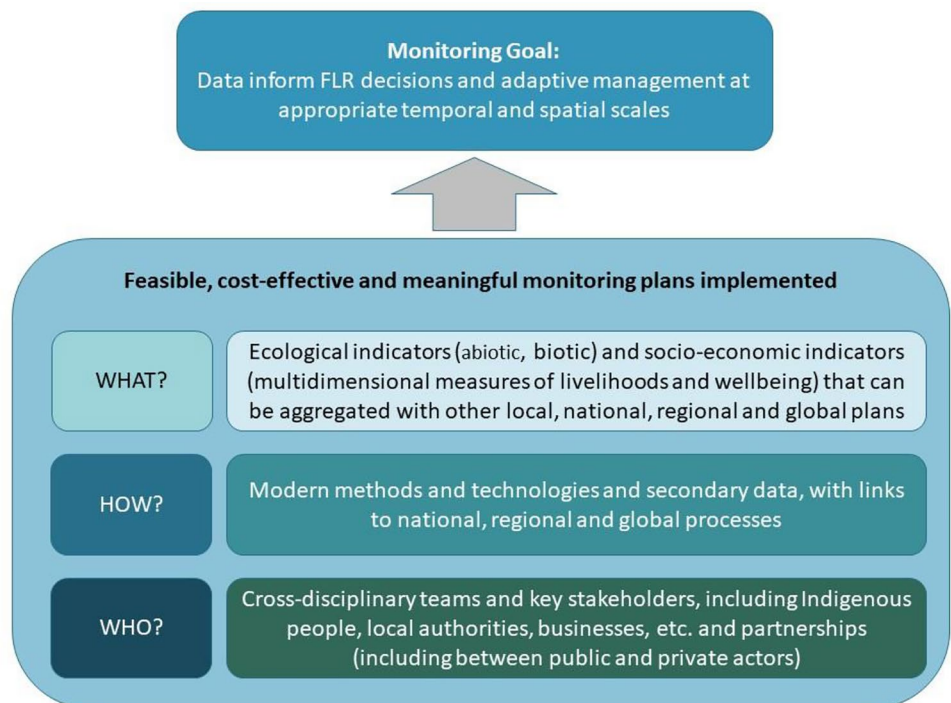 Monitoring Goal:
Data inform FLR decisions and adaptive management at
appropriate temporal and spatial scales
Feasible, cost-effective and meaningful monitoring plans implemented
WHAT?
Ecological indicators (abiotic, biotic) and socio-economic indicators
(multidimensional measures of livelihoods and wellbeing) that can
be aggregated with other local, national, regional and global plans
HOW?
Modern methods and technologies and secondary data, with links
to national, regional and global processes
WHO?
Cross-disciplinary teams and key stakeholders, including Indigenous
people, local authorities, businesses, etc. and partnerships
(including between public and private actors)